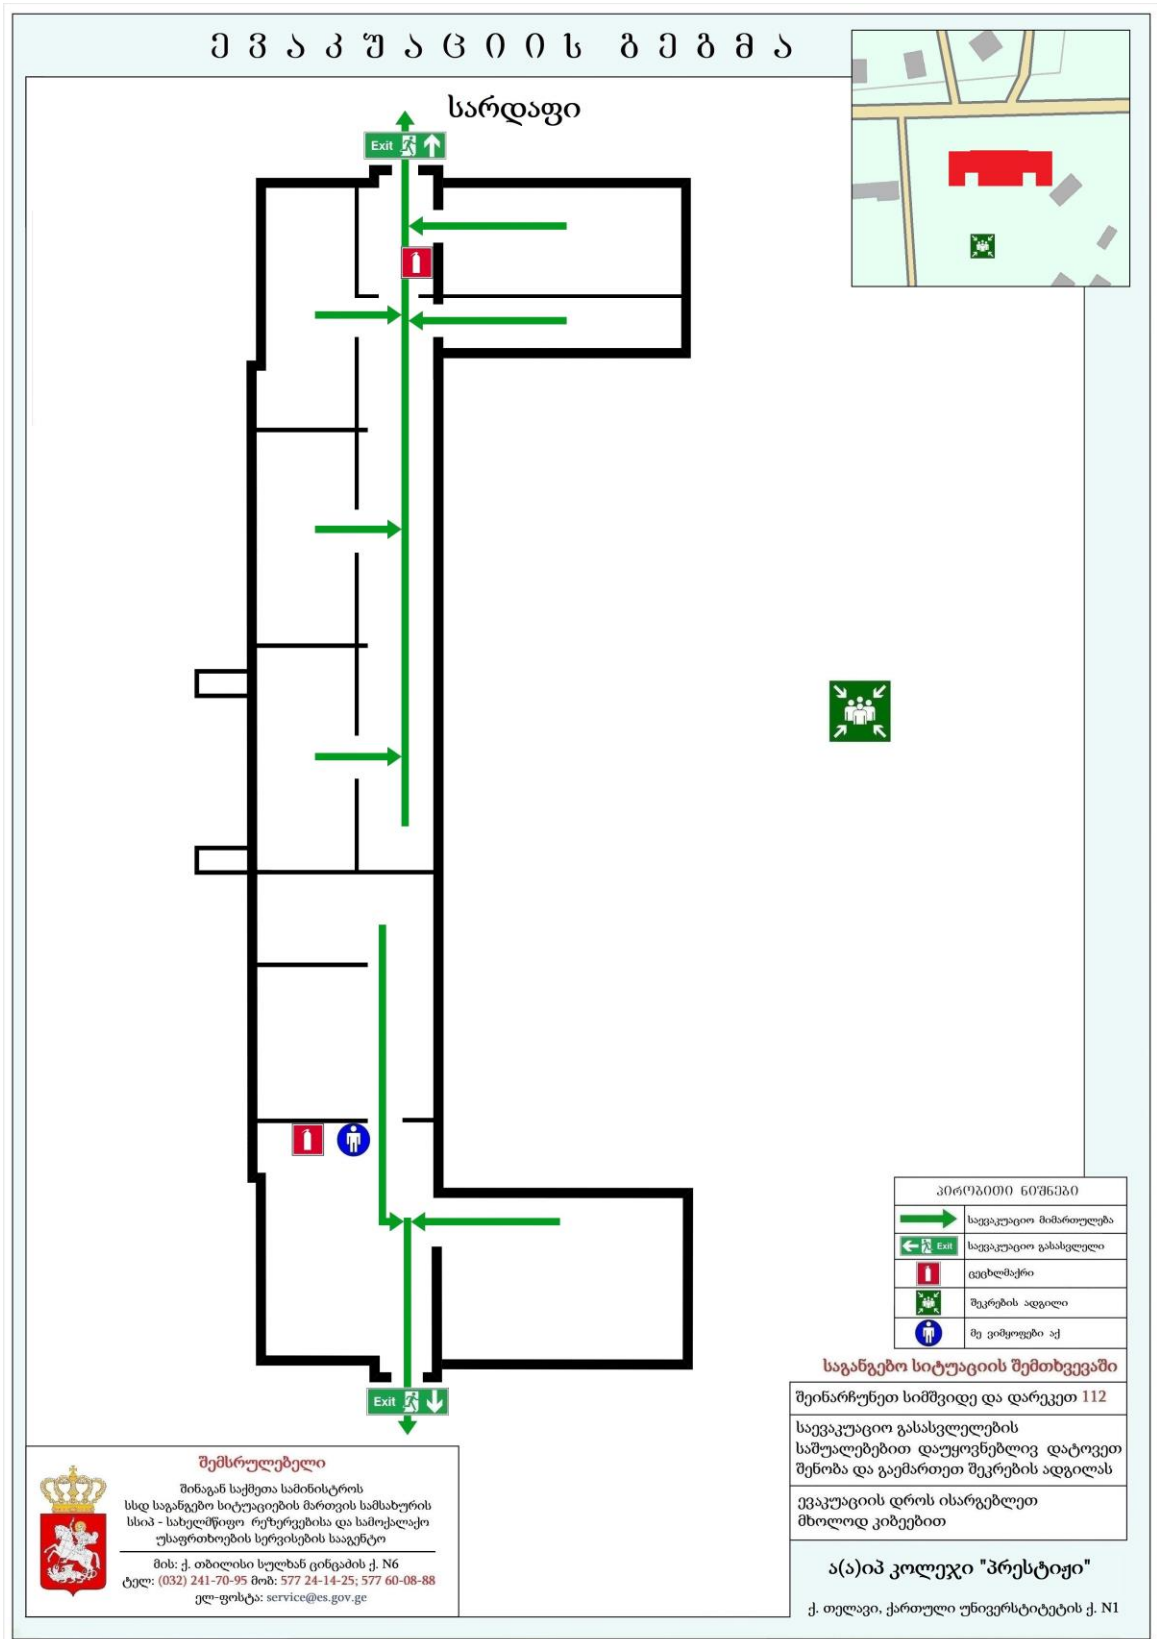 ევაკუაციის გეგმა
სარდაფი
Exit
Exit
პირობითი ნიშნები
საევაკუაციო მიმართულება
Exit
საევაკუაციო გასასვლელი
ცეცხლმაქრი
შეკრების ადგილი
მე ვიმყოფები აქ
საგანგებო სიტუაციის შემთხვევაში
შეინარჩუნეთ სიმშვიდე და დარეკეთ 112
საევაკუაციო გასასვლელების
საშუალებებით დაუყოვნებლივ დატოვეთ
შენობა და გაემართეთ შეკრების ადგილას
ევაკუაციის დროს ისარგებლეთ
მხოლოდ კიბეებით
ა(ა)იპ კოლეჯი "პრესტიჟი"
ქ. თელავი, ქართული უნივერსტიტეტის ქ. N1
შემსრულებელი
შინაგან საქმეთა სამინისტროს
სსდ საგანგებო სიტუაციების მართვის სამსახურის
სსიპ - სახელმწიფო რეზერვებისა და სამოქალაქო
უსაფრთხოების სერვისების სააგენტო
მის: ქ. თბილისი სულხან ცინცაძის ქ. N6
ტელ: (032) 241-70-95 მობ: 577 24-14-25; 577 60-08-88
ელ-ფოსტა: service@es.gov.ge